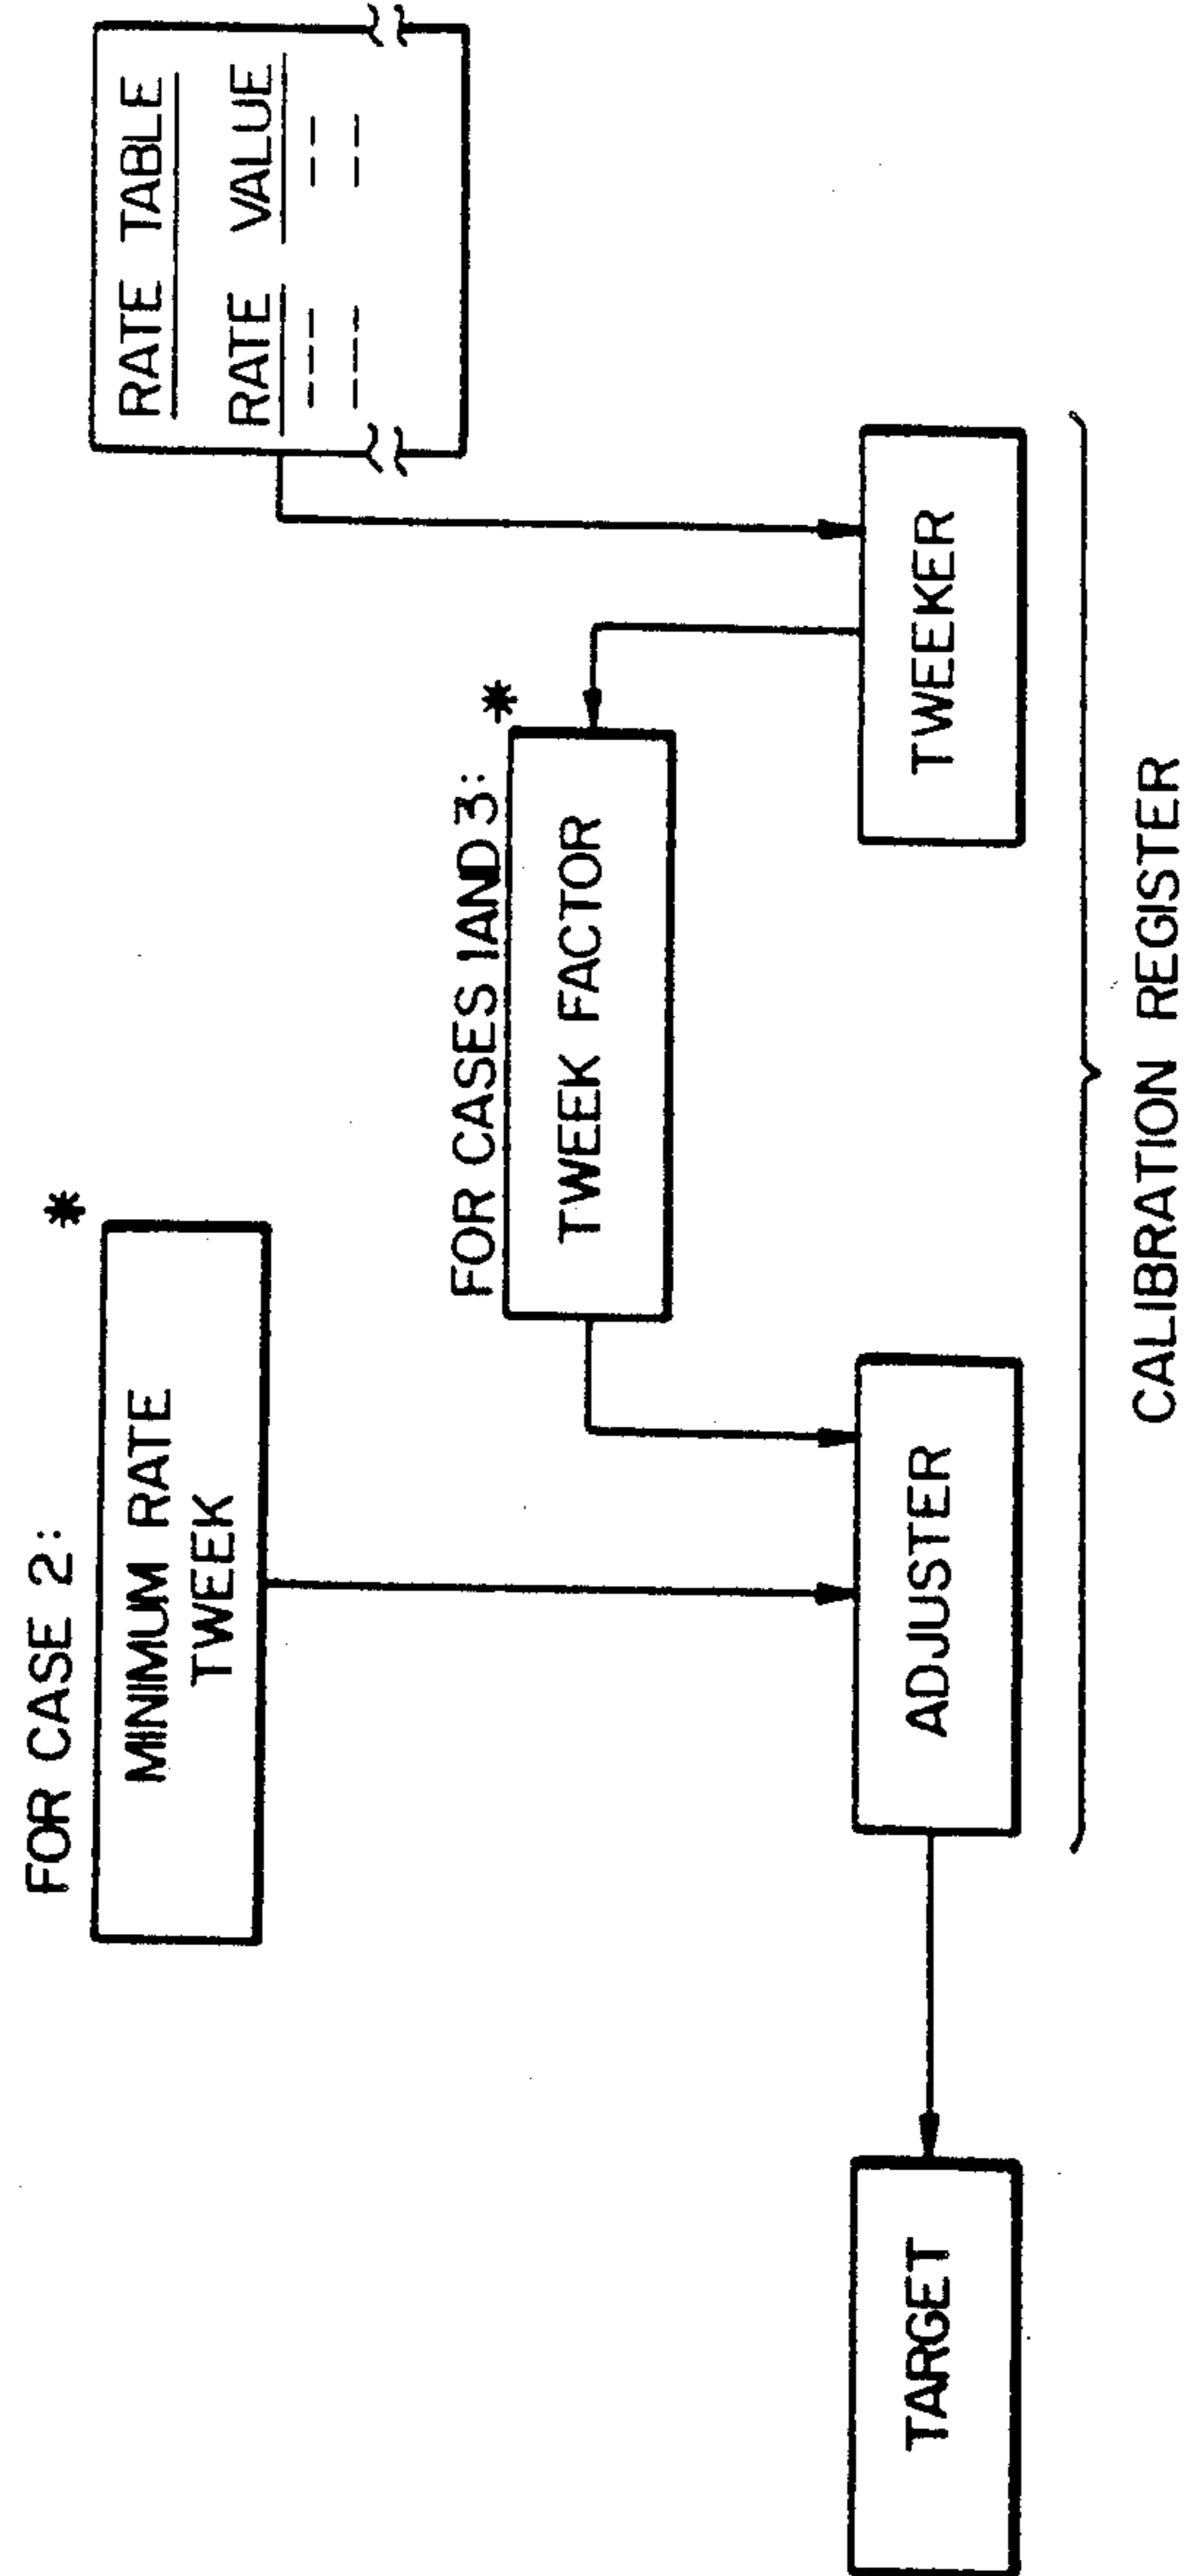 FOR CASE 2:
*
MINIMUM RATE
TWEEK
RATE TABLE
RATE VALUE
FOR CASES 1AND 3:
*
TWEEK FACTOR
TARGET
ADJUSTER
TWEEKER
CALIBRATION REGISTER